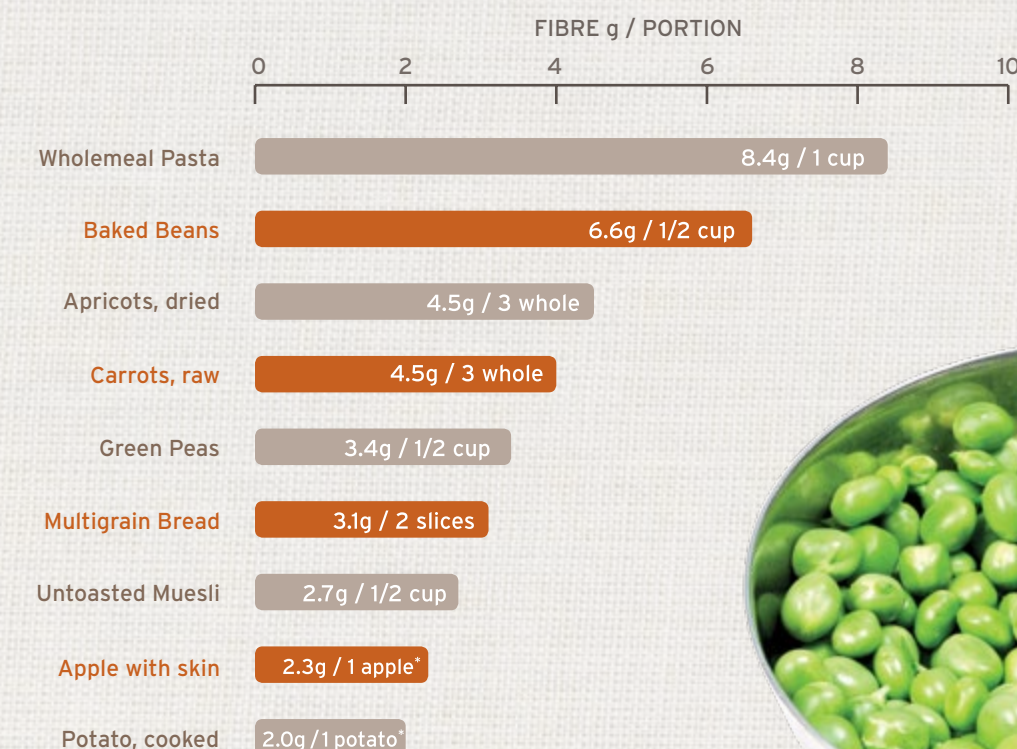 FIBRE g / PORTION
0 2 4 6 8 10
Wholemeal Pasta 8.4g / 1 cup
Baked Beans 6.6g / 1/2 cup
Apricots, dried 4.5g / 3 whole
Carrots, raw 4.5g / 3 whole
Green Peas 3.4g / 1/2 cup
Multigrain Bread 3.1g / 2 slices
Untoasted Muesli 2.7g / 1/2 cup
Apple with skin 2.3g / 1 apple*
Potato, cooked 2.0g / 1 potato*